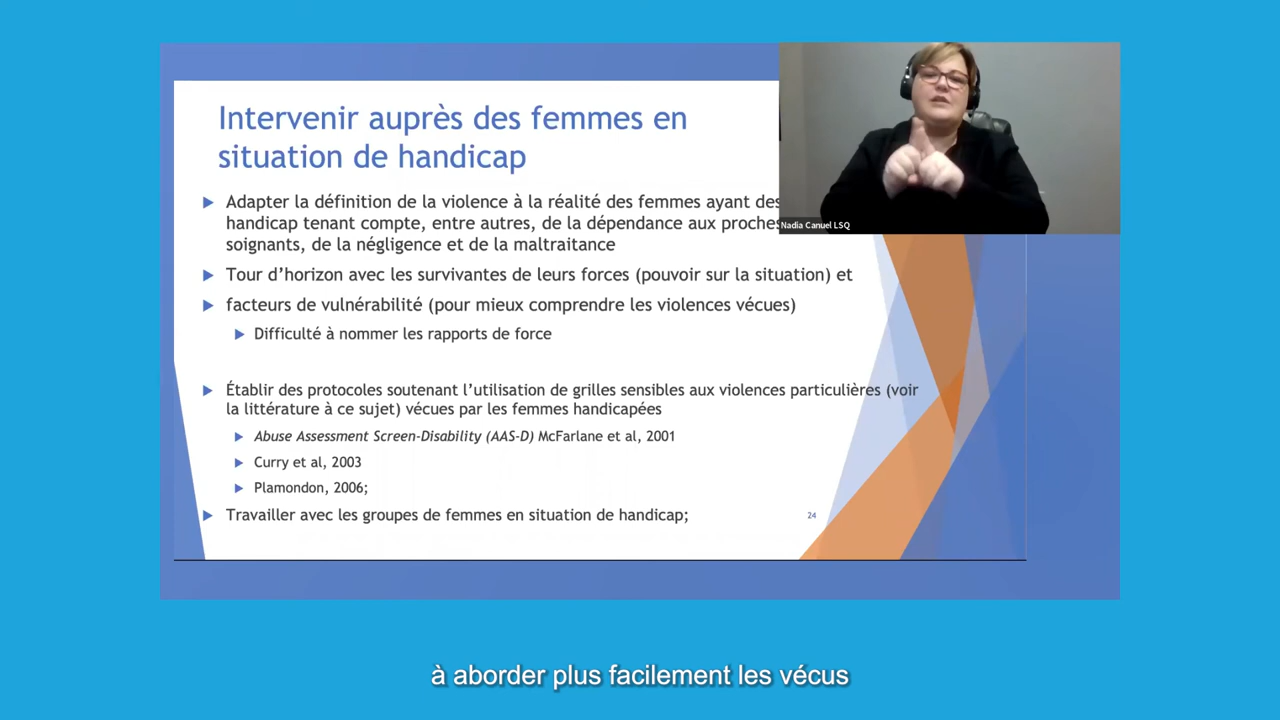 Intervenir auprès des femmes en
situation de handicap
Adapter la définition de la violence à la réalité des femmes ayant des
handicap tenant compte, entre autres, de la dépendance aux proches
soignants, de la négligence et de la maltraitance
Tour d’horizon avec les survivantes de leurs forces (pouvoir sur la situation) et
facteurs de vulnérabilité (pour mieux comprendre les violences vécues)
Difficulté à nommer les rapports de force
Établir des protocoles soutenant l’utilisation de grilles sensibles aux violences particulières (voir
la littérature à ce sujet) vécues par les femmes handicapées
Abuse Assessment Screen-Disability (AAS-D) McFarlane et al, 2001
Curry et al, 2003
Plamondon, 2006;
Travailler avec les groupes de femmes en situation de handicap;
24
Nadia Canuel LSQ
à aborder plus facilement les vécus